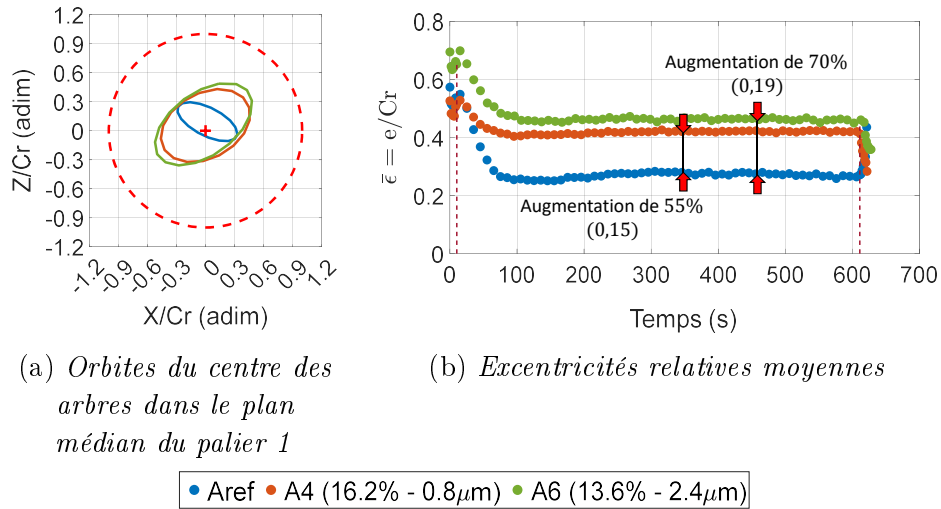 1.2
0.9
0.6
0.3
0
-0.3
-0.6
-0.9
-1.2
Z/Cr (adim)
-1.2
-0.9
-0.6
-0.3
0
0.3
0.6
0.9
1.2
X/Cr (adim)
0.8
0.6
0.4
0.2
0
ε̄ = e/Cr
Augmentation de 70%
(0,19)
Augmentation de 55%
(0,15)
0 100 200 300 400 500 600 700
Temps (s)
(a) Orbites du centre des
arbres dans le plan
médian du palier 1
(b) Excentricités relatives moyennes
Aref A4 (16.2% - 0.8μm) A6 (13.6% - 2.4μm)